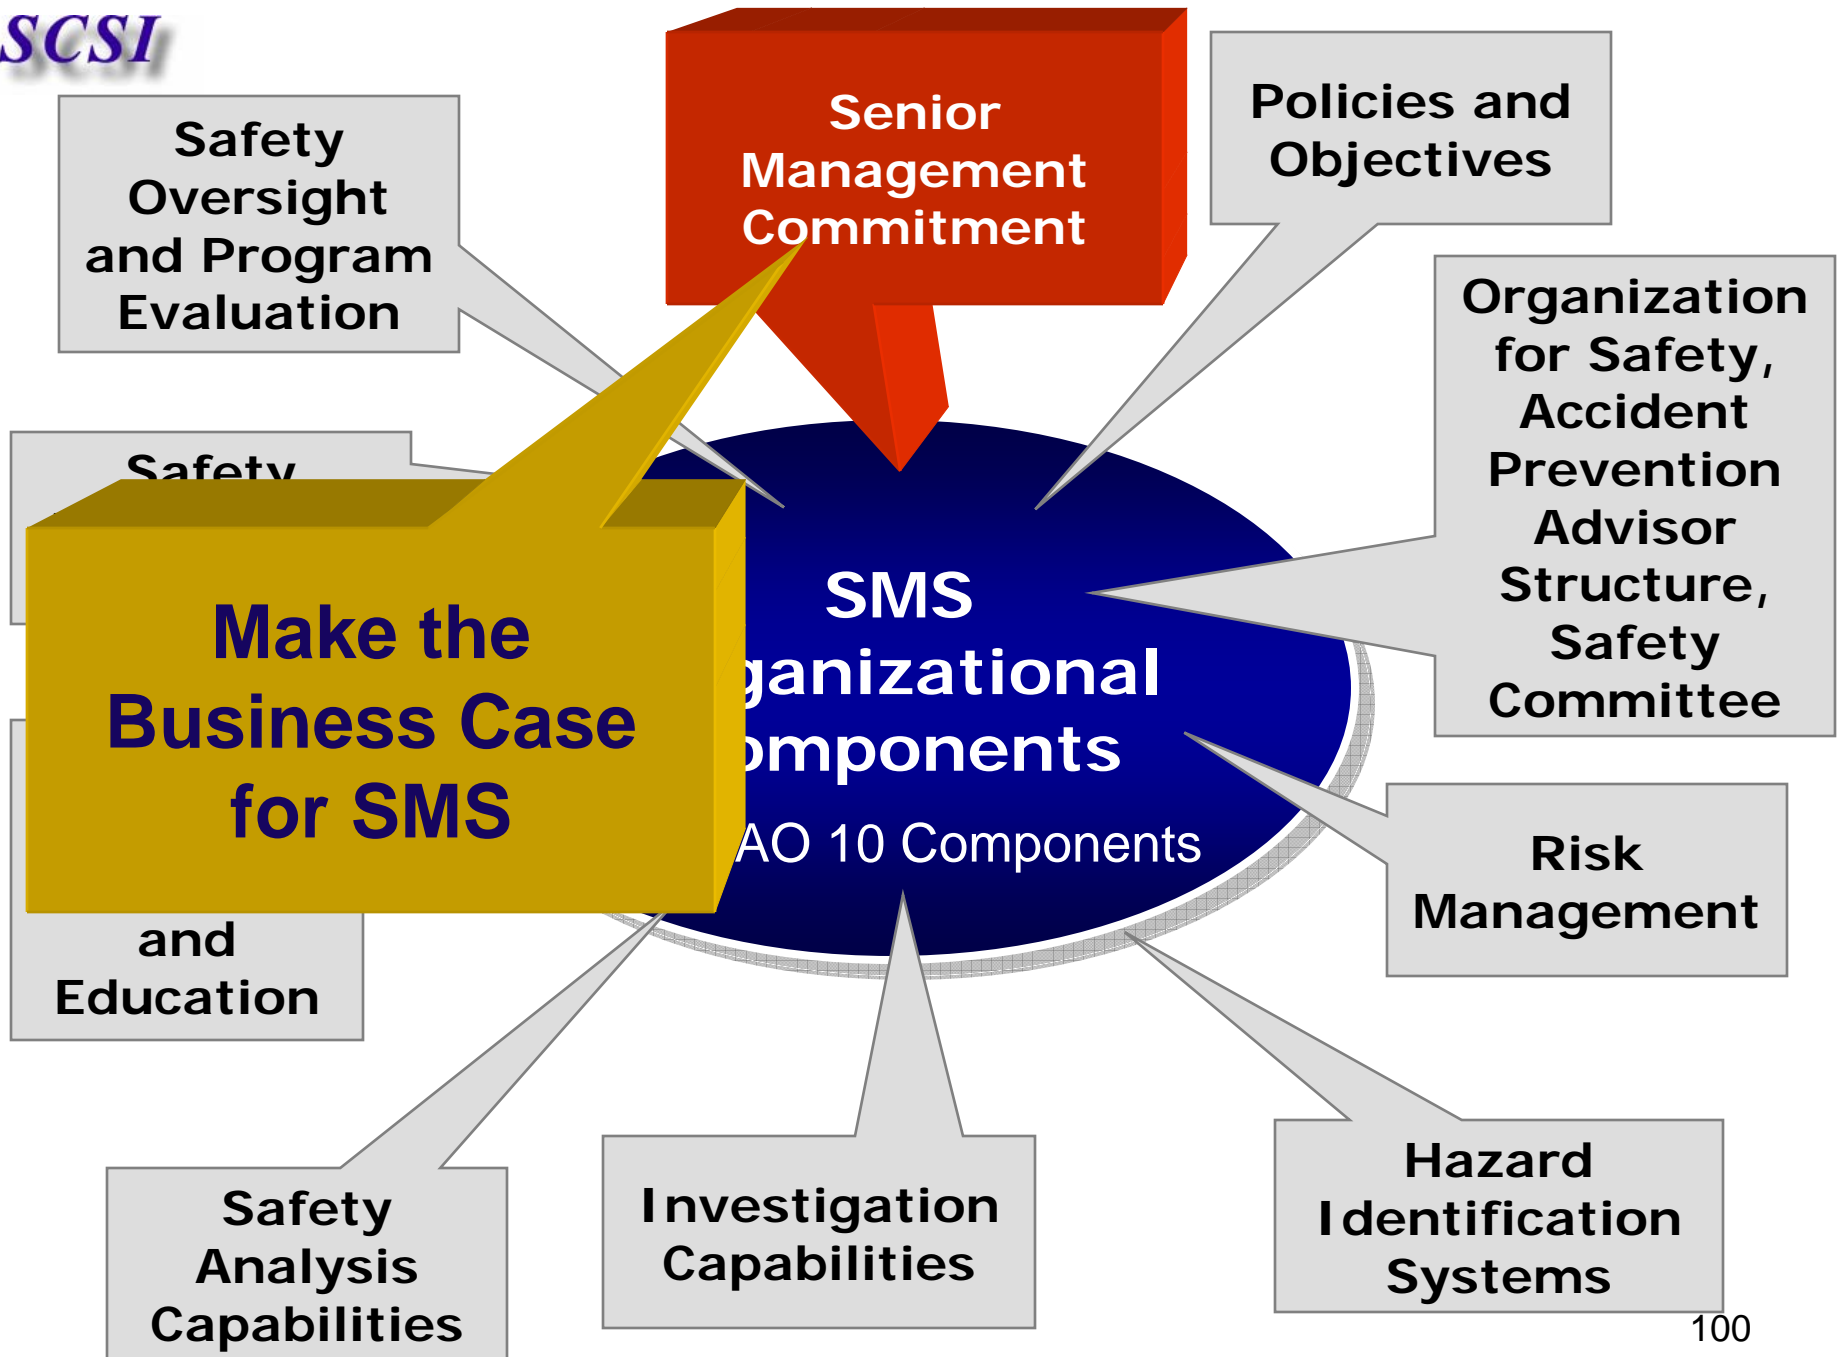 SCSI
Senior
Management
Commitment
Policies and
Objectives
Safety
Oversight
and Program
Evaluation
Organization
for Safety,
Accident
Prevention
Advisor
Structure,
Safety
Committee
Safety
Make the
Business Case
for SMS
SMS
ganizational
omponents
AO 10 Components
Risk
Management
and
Education
Hazard
Identification
Systems
Investigation
Capabilities
Safety
Analysis
Capabilities
100